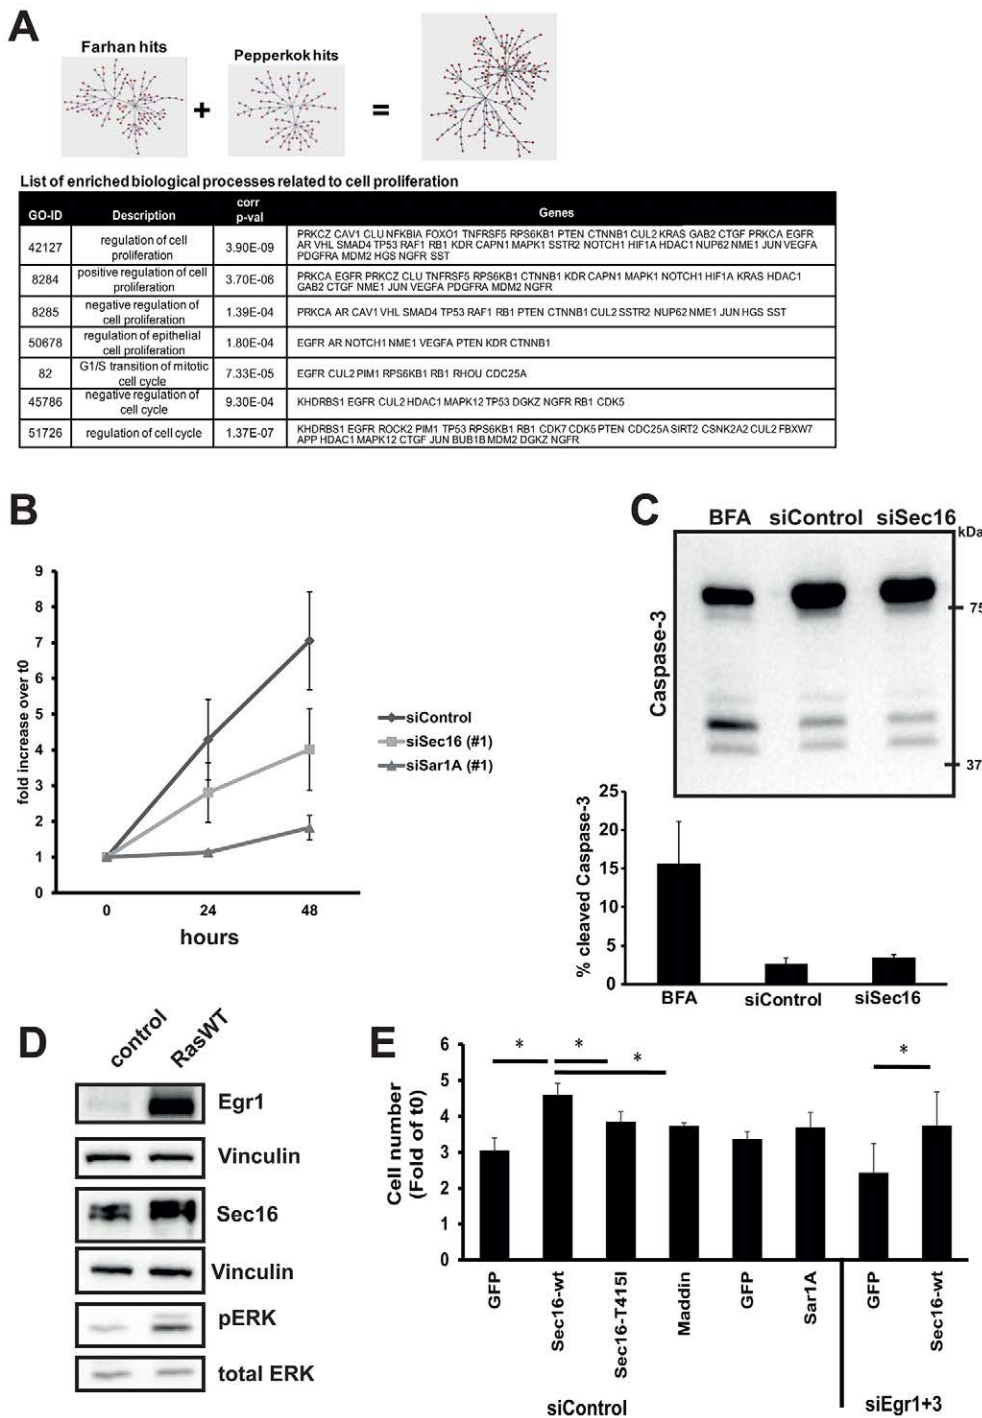 A
Farhan hits
Pepperkok hits
+
=
List of enriched biological processes related to cell proliferation
GO-ID Description corr p-val Genes
42127 regulation of cell proliferation 3.90E-09 PRKCZ CAV1 CLU NFKBIA FOXO1 TNFRSF5 RPS6KB1 PTEN CTNNB1 CUL2 KRAS GAB2 CTGF PRKCA EGFR
AR VHL SMAD4 TP53 RAF1 RB1 KDR CAPN1 MAPK1 SSTR2 NOTCH1 HIF1A HDAC1 NUP62 NME1 JUN VEGFA
PDGFRA MDM2 HGS NGFR SST
8284 positive regulation of cell proliferation 3.70E-06 PRKCA EGFR PRKCZ CLU TNFRSF5 RPS6KB1 CTNNB1 KDR CAPN1 MAPK1 NOTCH1 HIF1A KRAS HDAC1
GAB2 CTGF NME1 JUN VEGFA PDGFRA MDM2 NGFR
8285 negative regulation of cell proliferation 1.39E-04 PRKCA AR CAV1 VHL SMAD4 TP53 RAF1 RB1 PTEN CTNNB1 CUL2 SSTR2 NUP62 NME1 JUN HGS SST
50678 regulation of epithelial cell proliferation 1.80E-04 EGFR AR NOTCH1 NME1 VEGFA PTEN KDR CTNNB1
82 G1/S transition of mitotic cell cycle 7.33E-05 EGFR CUL2 PIM1 RPS6KB1 RB1 RHOU CDC25A
45786 negative regulation of cell cycle 9.30E-04 KHDRBS1 EGFR CUL2 HDAC1 MAPK12 TP53 DGKZ NGFR RB1 CDK5
51726 regulation of cell cycle 1.37E-07 KHDRBS1 EGFR ROCK2 PIM1 TP53 RPS6KB1 RB1 CDK7 CDK5 PTEN CDC25A SIRT2 CSNK2A2 CUL2 FBXW7
APP HDAC1 MAPK12 CTGF JUN BUB1B MDM2 DGKZ NGFR
B
fold increase over t0
9
8
7
6
5
4
3
2
1
0
0 24 48
hours
siControl
siSec16 (#1)
siSar1A (#1)
C
BFA siControl siSec16
kDa
75
37
Caspase-3
% cleaved Caspase-3
25
20
15
10
5
0
BFA siControl siSec16
D
control RasWT
Egr1
Vinculin
Sec16
Vinculin
pERK
total ERK
E
Cell number
(Fold of t0)
6
5
4
3
2
1
0
* * * *
GFP Sec16-wt Sec16-T415I Maddin GFP Sar1A GFP Sec16-wt
siControl siEgr1+3